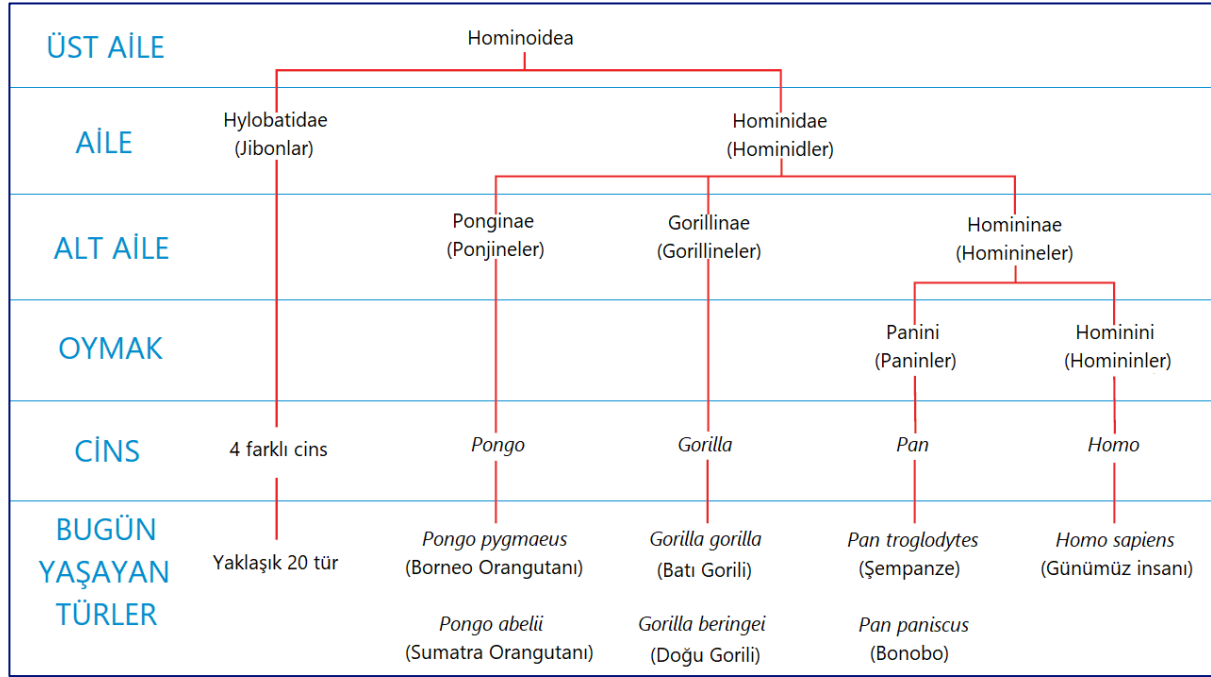 ÜST AİLE
Hominoidea
AİLE
Hylobatidae
(Jibonlar)
Hominidae
(Hominidler)
ALT AİLE
Ponginae
(Ponjineler)
Gorillinae
(Gorillineler)
Homininae
(Hominineler)
OYMAK
Panini
(Paninler)
Hominini
(Homininler)
CİNS
4 farklı cins
Pongo
Gorilla
Pan
Homo
BUGÜN
YAŞAYAN
TÜRLER
Yaklaşık 20 tür
Pongo pygmaeus
(Borneo Orangutanı)
Pongo abelii
(Sumatra Orangutanı)
Gorilla gorilla
(Batı Gorili)
Gorilla beringei
(Doğu Gorili)
Pan troglodytes
(Şempanze)
Pan paniscus
(Bonobo)
Homo sapiens
(Günümüz insanı)